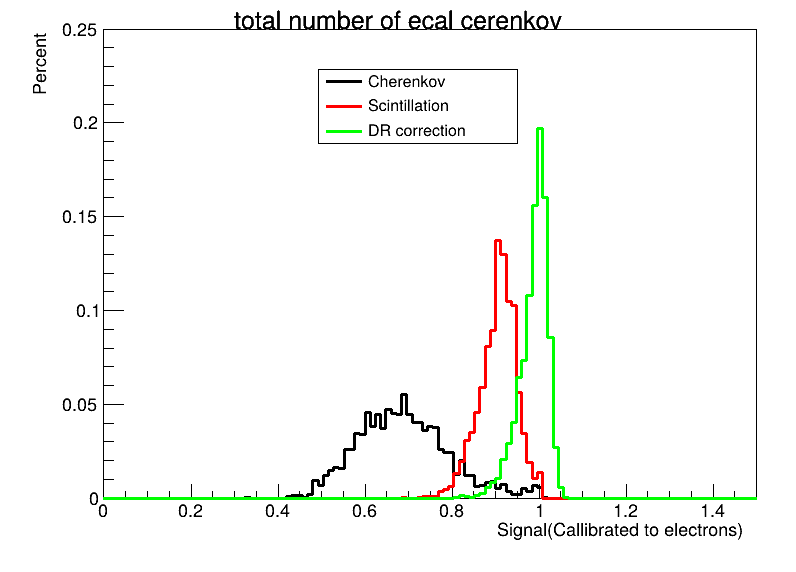 total number of ecal cerenkov
Percent
0.25
0.2
0.15
0.1
0.05
0
Cherenkov
Scintillation
DR correction
0 0.2 0.4 0.6 0.8 1 1.2 1.4
Signal(Callibrated to electrons)